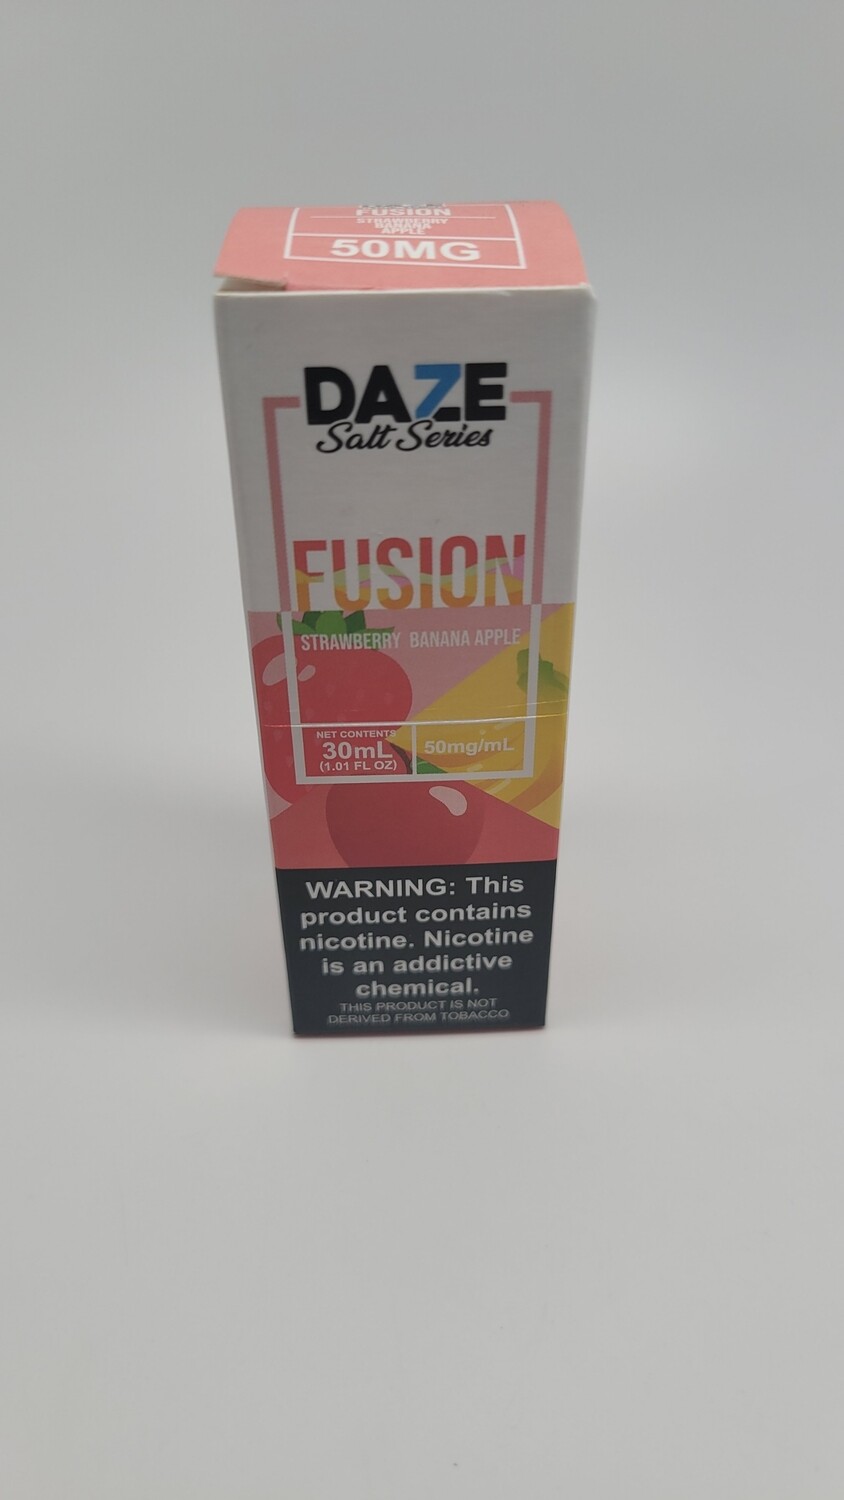 FUSION
STRAWBERRY
BANANA
APPLE
50MG
DAZE
Salt Series
FUSION
STRAWBERRY BANANA APPLE
NET CONTENTS
30mL
(1.01 FL OZ)
50mg/mL
WARNING: This
product contains
nicotine. Nicotine
is an addictive
chemical.
THIS PRODUCT IS NOT
DERIVED FROM TOBACCO